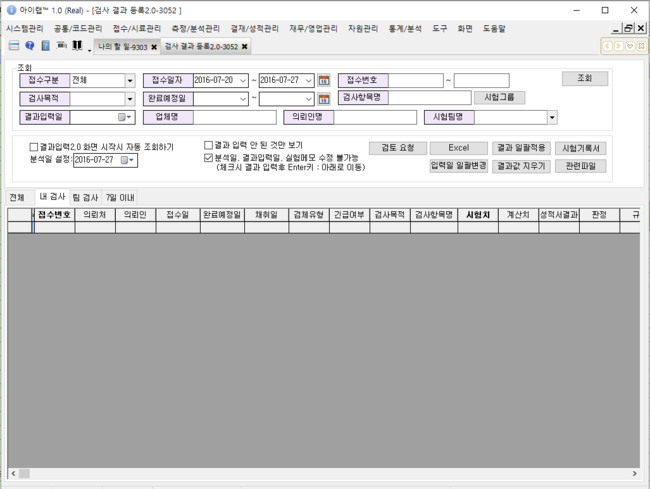 아이랩™ 1.0 (Real) - [검사 결과 등록2.0-3052 ]
시스템관리 공통/코드관리 접수/시료관리 측정/분석관리 결재/성적관리 재무/영업관리 자원관리 통계/분석 도구 화면 도움말
나의 할 일-9303 검사 결과 등록2.0-3052
조회
접수구분 전체 접수일자 2016-07-20 ~ 2016-07-27 접수번호 ~ 조회
검사목적 완료예정일 ~ 검사항목명 시험그룹
결과입력일 업체명 의뢰인명 시험팀명
결과입력2.0 화면 시작시 자동 조회하기 결과 입력 안 된 것만 보기 검토 요청 Excel 결과 일괄적용 시험기록서
분석일 설정: 2016-07-27 분석일, 결과입력일, 실험메모 수정 불가능
(체크시 결과 입력후 Enter키 : 아래로 이동) 입력일 일괄변경 결과값 지우기 관련파일
전체 내 검사 팀 검사 7일 이내
접수번호 의뢰처 의뢰인 접수일 완료예정일 채취일 검체유형 긴급여부 검사목적 검사항목명 시험치 계산치 성적서결과 판정 규